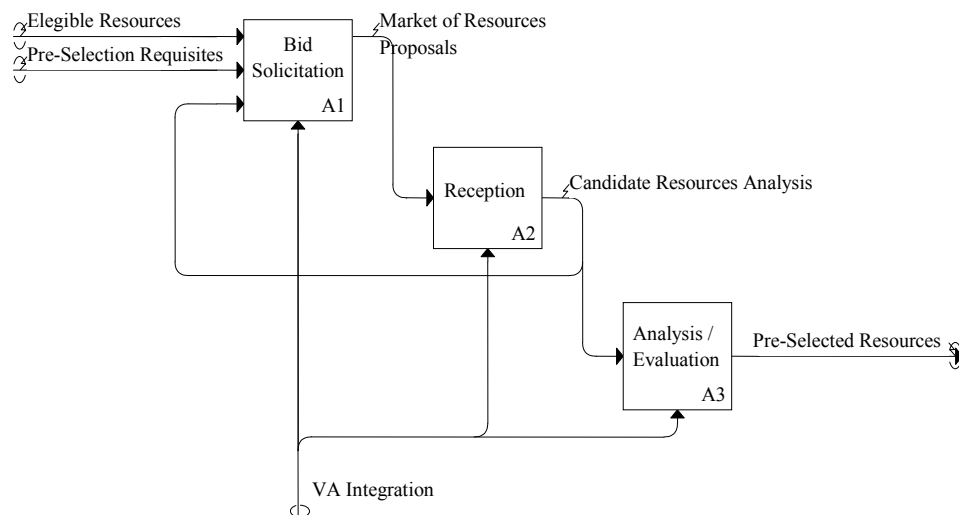 Elegible Resources
Pre-Selection Requisites
Bid
Solicitation
A1
Market of Resources
Proposals
Reception
A2
Candidate Resources Analysis
Analysis /
Evaluation
A3
Pre-Selected Resources
VA Integration